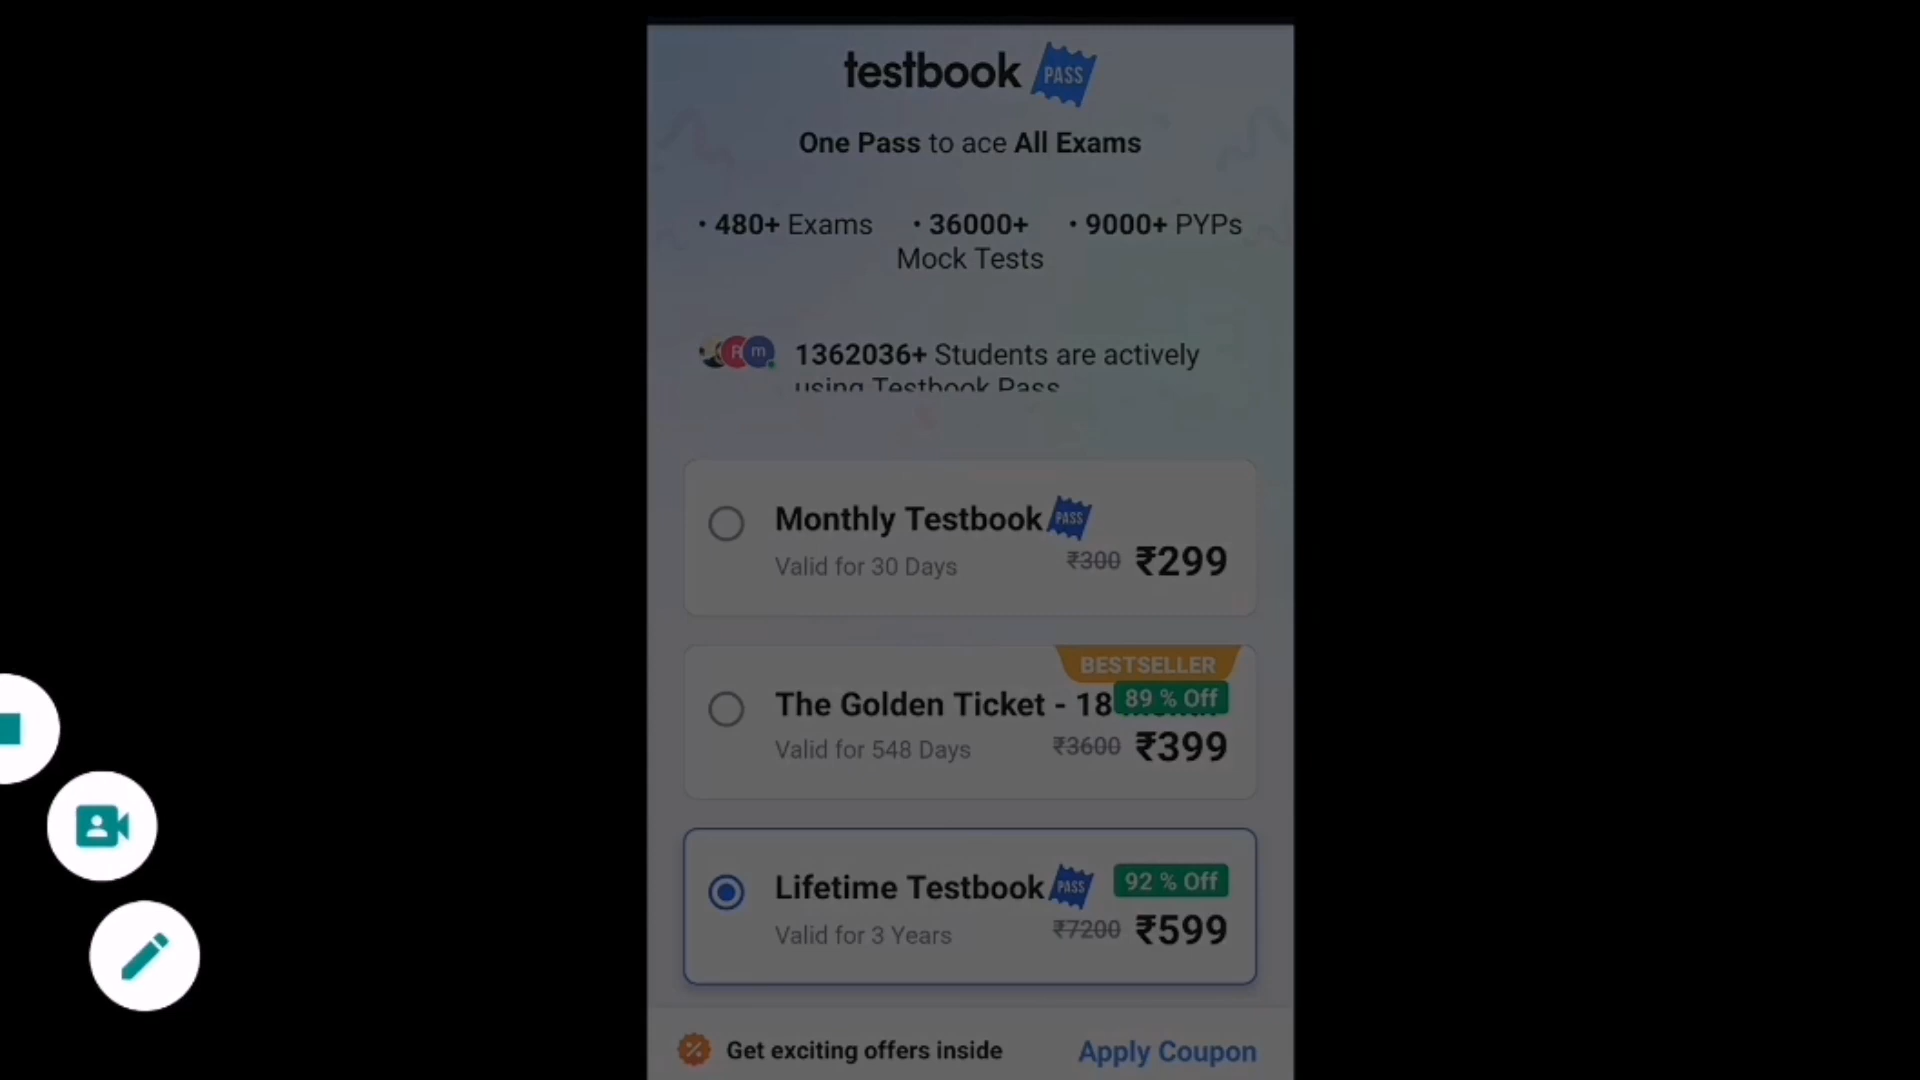 testbook PASS
One Pass to ace All Exams
• 480+ Exams • 36000+ • 9000+ PYPs
Mock Tests
R m 1362036+ Students are actively
using Testbook Pass
Monthly Testbook PASS
Valid for 30 Days ₹300 ₹299
BESTSELLER
The Golden Ticket - 18 89 % Off
Valid for 548 Days ₹3600 ₹399
Lifetime Testbook PASS 92 % Off
Valid for 3 Years ₹7200 ₹599
% Get exciting offers inside Apply Coupon